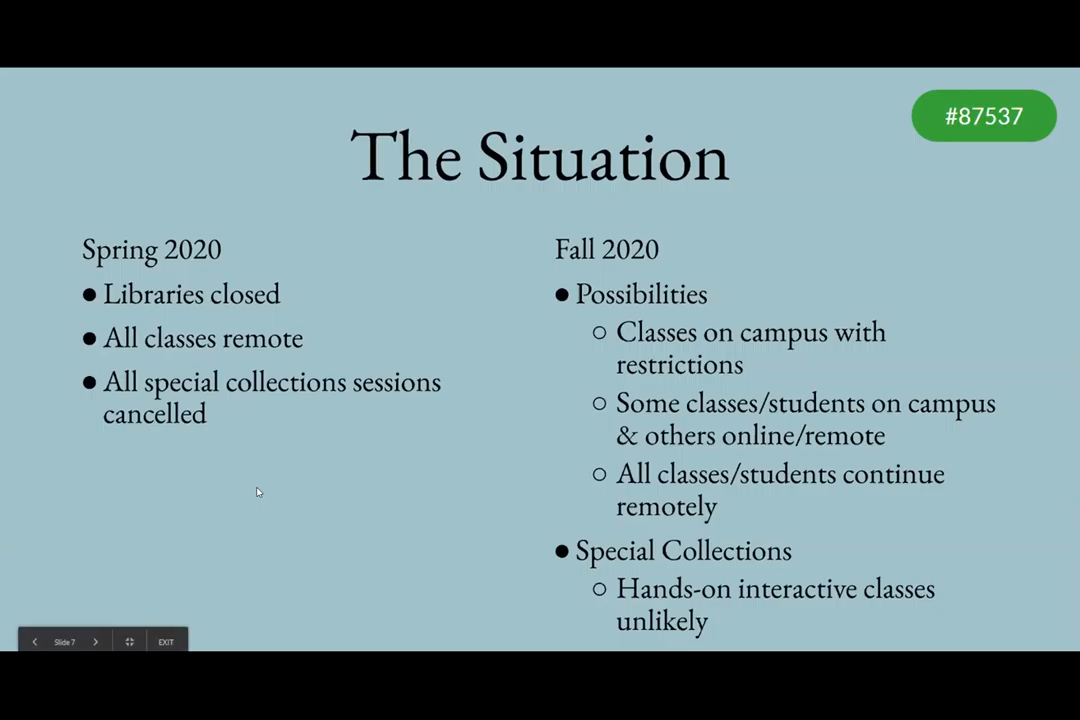 #87537
The Situation
Spring 2020
● Libraries closed
● All classes remote
● All special collections sessions
cancelled
Fall 2020
● Possibilities
○ Classes on campus with
restrictions
○ Some classes/students on campus
& others online/remote
○ All classes/students continue
remotely
● Special Collections
○ Hands-on interactive classes
unlikely
Slide 7
EXIT